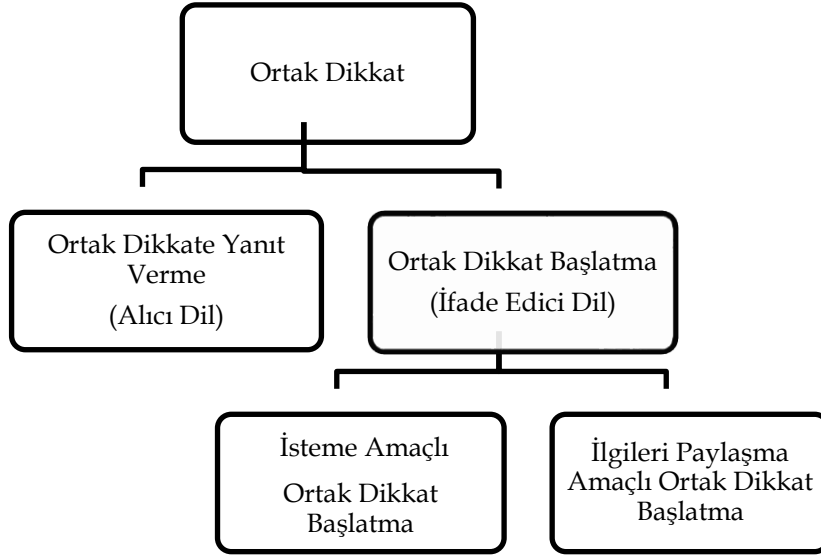 Ortak Dikkat
Ortak Dikkate Yanıt
Verme
(Alıcı Dil)
Ortak Dikkat Başlatma
(İfade Edici Dil)
İsteme Amaçlı
Ortak Dikkat
Başlatma
İlgileri Paylaşma
Amaçlı Ortak Dikkat
Başlatma